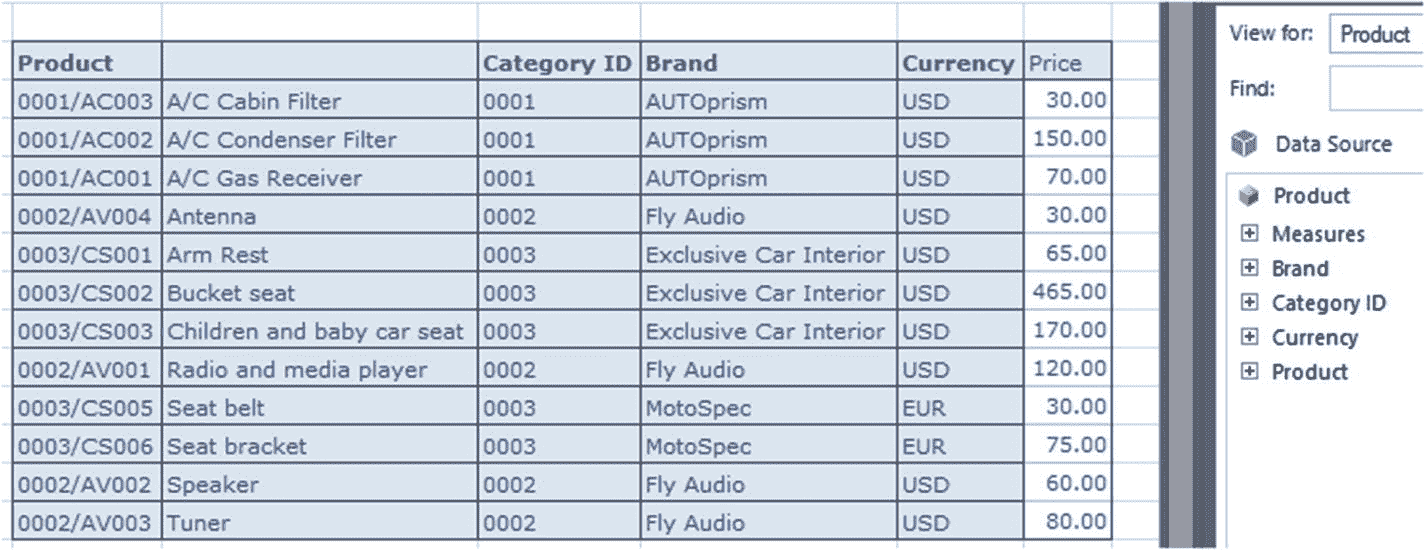 Product Category ID Brand Currency Price
0001/AC003 A/C Cabin Filter 0001 AUTOprism USD 30.00
0001/AC002 A/C Condenser Filter 0001 AUTOprism USD 150.00
0001/AC001 A/C Gas Receiver 0001 AUTOprism USD 70.00
0002/AV004 Antenna 0002 Fly Audio USD 30.00
0003/CS001 Arm Rest 0003 Exclusive Car Interior USD 65.00
0003/CS002 Bucket seat 0003 Exclusive Car Interior USD 465.00
0003/CS003 Children and baby car seat 0003 Exclusive Car Interior USD 170.00
0002/AV001 Radio and media player 0002 Fly Audio USD 120.00
0003/CS005 Seat belt 0003 MotoSpec EUR 30.00
0003/CS006 Seat bracket 0003 MotoSpec EUR 75.00
0002/AV002 Speaker 0002 Fly Audio USD 60.00
0002/AV003 Tuner 0002 Fly Audio USD 80.00
View for: Product
Find:
Data Source
Product
Measures
Brand
Category ID
Currency
Product